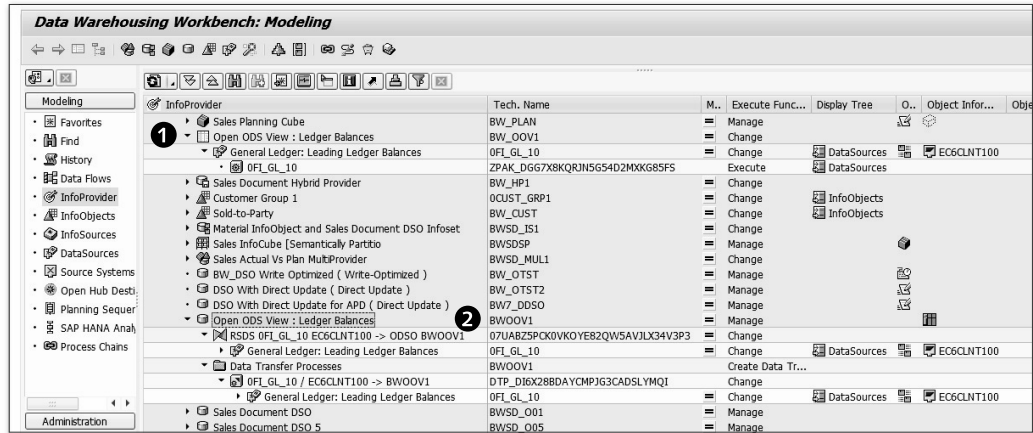 Data Warehousing Workbench: Modeling
Modeling
Favorites
Find
History
Data Flows
InfoProvider
InfoObjects
InfoSources
DataSources
Source Systems
Open Hub Desti
Planning Sequer
SAP HANA Anal
Process Chains
Administration
InfoProvider Tech. Name M.. Execute Func... Display Tree O.. Object Infor... Obje
Sales Planning Cube BW_PLAN Manage
1 Open ODS View : Ledger Balances BW_OOV1 Change
General Ledger: Leading Ledger Balances 0FI_GL_10 Change DataSources EC6CLNT100
0FI_GL_10 ZPAK_DGG7X8KQRJN5G54D2MXKG85FS Execute DataSources
Sales Document Hybrid Provider BW_HP1 Change
Customer Group 1 0CUST_GRP1 Change InfoObjects
Sold-to-Party BW_CUST Change InfoObjects
Material InfoObject and Sales Document DSO Infoset BWSD_IS1 Change
Sales InfoCube [Semantically Partitio BWSDSP Manage
Sales Actual Vs Plan MultiProvider BWSD_MUL1 Change
BW_DSO Write Optimized ( Write-Optimized ) BW_OTST Manage
DSO With Direct Update ( Direct Update ) BW_OTST2 Manage
DSO With Direct Update for APD ( Direct Update ) BW7_DDSO Manage
Open ODS View : Ledger Balances 2 BWOOV1 Manage
RSDS 0FI_GL_10 EC6CLNT100 -> ODSO BWOOV1 07UABZ5PCK0VKOYE82QW5AVJLX34V3P3 Change
General Ledger: Leading Ledger Balances 0FI_GL_10 Change DataSources EC6CLNT100
Data Transfer Processes BWOOV1 Create Data Tr...
0FI_GL_10 / EC6CLNT100 -> BWOOV1 DTP_DI6X28BDAYCMPJG3CADSLYMQI Change
General Ledger: Leading Ledger Balances 0FI_GL_10 Change DataSources EC6CLNT100
Sales Document DSO BWSD_O01 Manage
Sales Document DSO 5 BWSD_O05 Manage